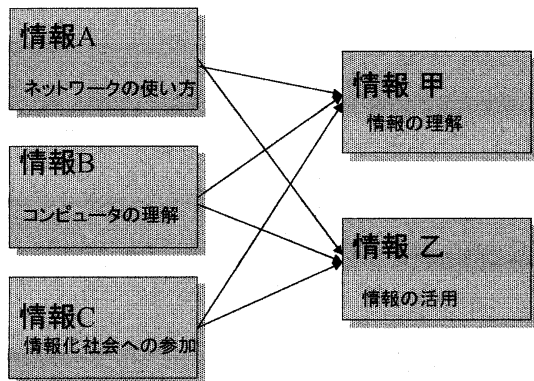 情報A
ネットワークの使い方
情報B
コンピュータの理解
情報C
情報化社会への参加
情報 甲
情報の理解
情報 乙
情報の活用